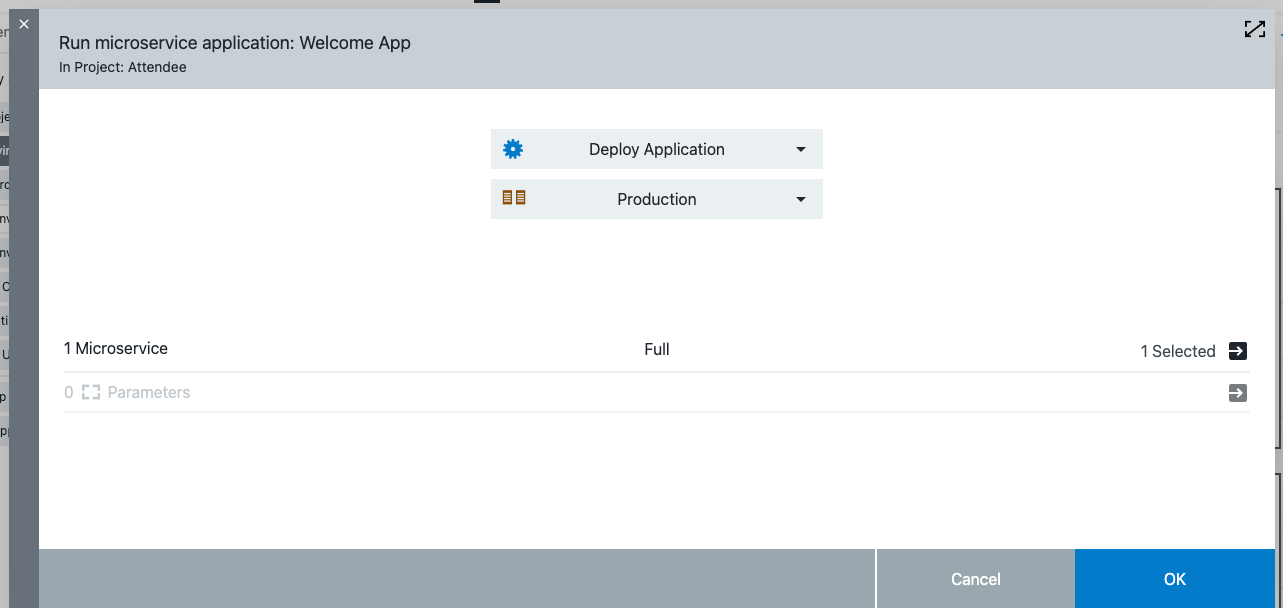 Run microservice application: Welcome App
In Project: Attendee
Deploy Application
Production
1 Microservice Full 1 Selected
0 Parameters
Cancel OK